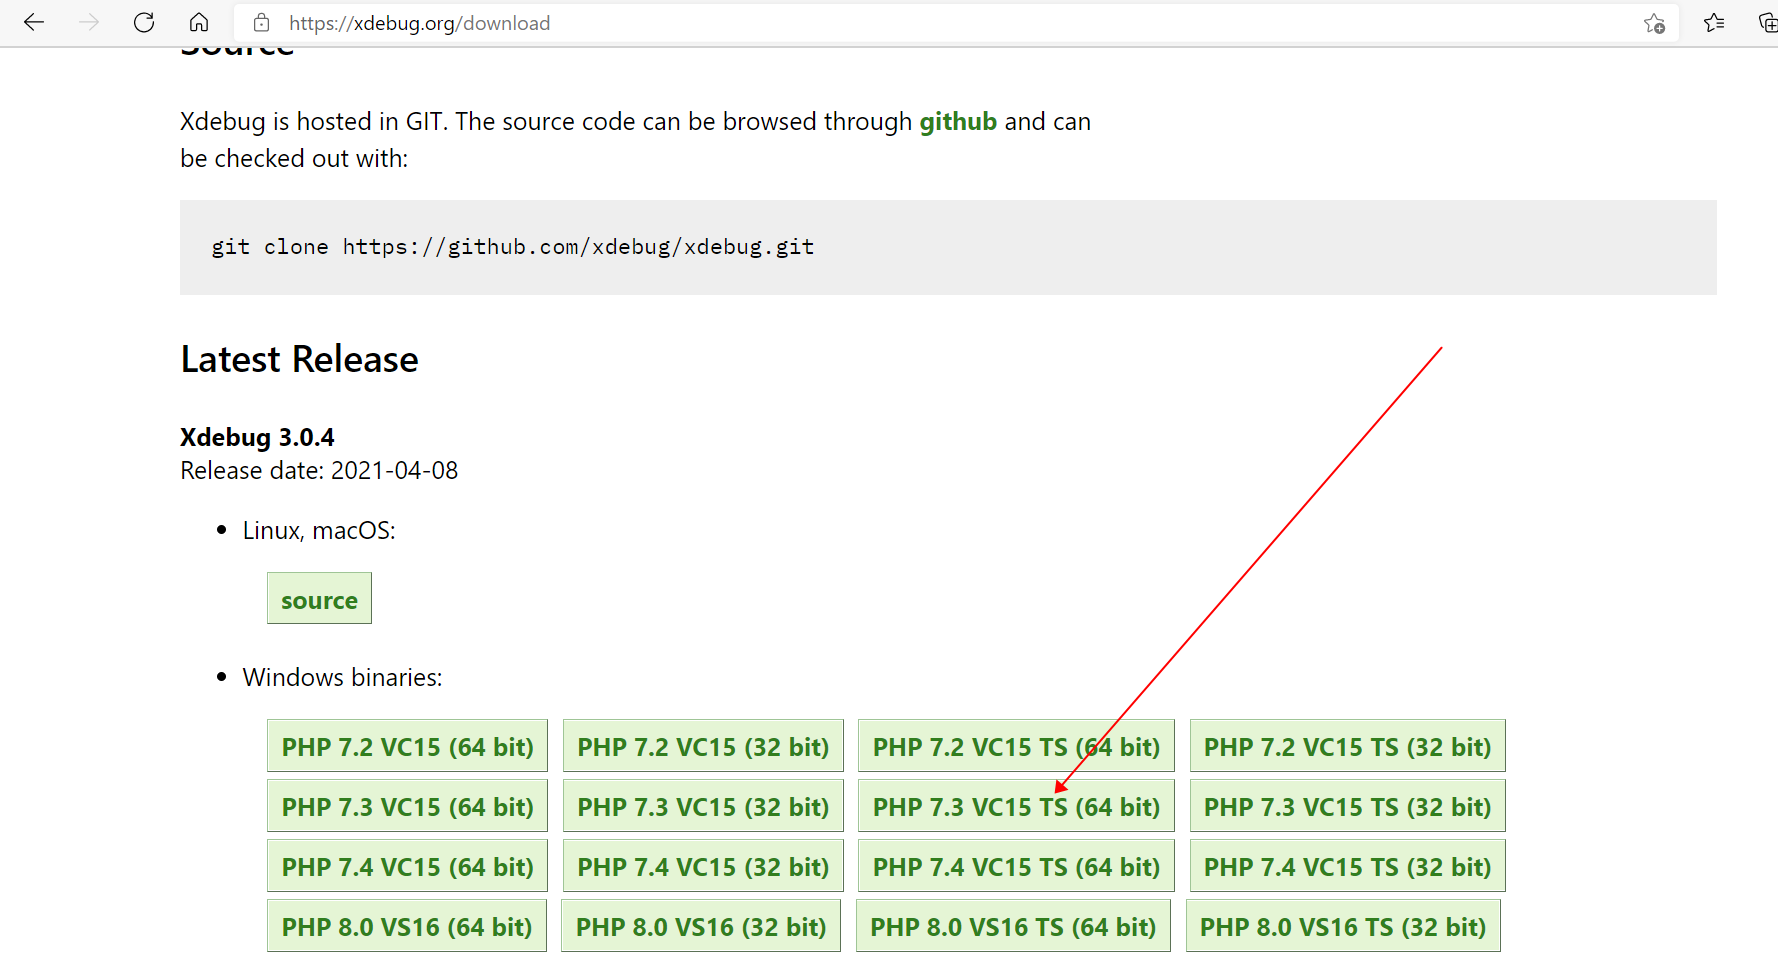 https://xdebug.org/download
Source
Xdebug is hosted in GIT. The source code can be browsed through github and can
be checked out with:
git clone https://github.com/xdebug/xdebug.git
Latest Release
Xdebug 3.0.4
Release date: 2021-04-08
• Linux, macOS:
source
• Windows binaries:
PHP 7.2 VC15 (64 bit) PHP 7.2 VC15 (32 bit) PHP 7.2 VC15 TS (64 bit) PHP 7.2 VC15 TS (32 bit)
PHP 7.3 VC15 (64 bit) PHP 7.3 VC15 (32 bit) PHP 7.3 VC15 TS (64 bit) PHP 7.3 VC15 TS (32 bit)
PHP 7.4 VC15 (64 bit) PHP 7.4 VC15 (32 bit) PHP 7.4 VC15 TS (64 bit) PHP 7.4 VC15 TS (32 bit)
PHP 8.0 VS16 (64 bit) PHP 8.0 VS16 (32 bit) PHP 8.0 VS16 TS (64 bit) PHP 8.0 VS16 TS (32 bit)